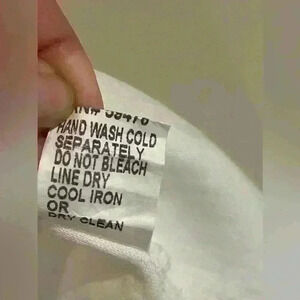 HAND WASH COLD
SEPARATELY
DO NOT BLEACH
LINE DRY
COOL IRON
OR
DRY CLEAN